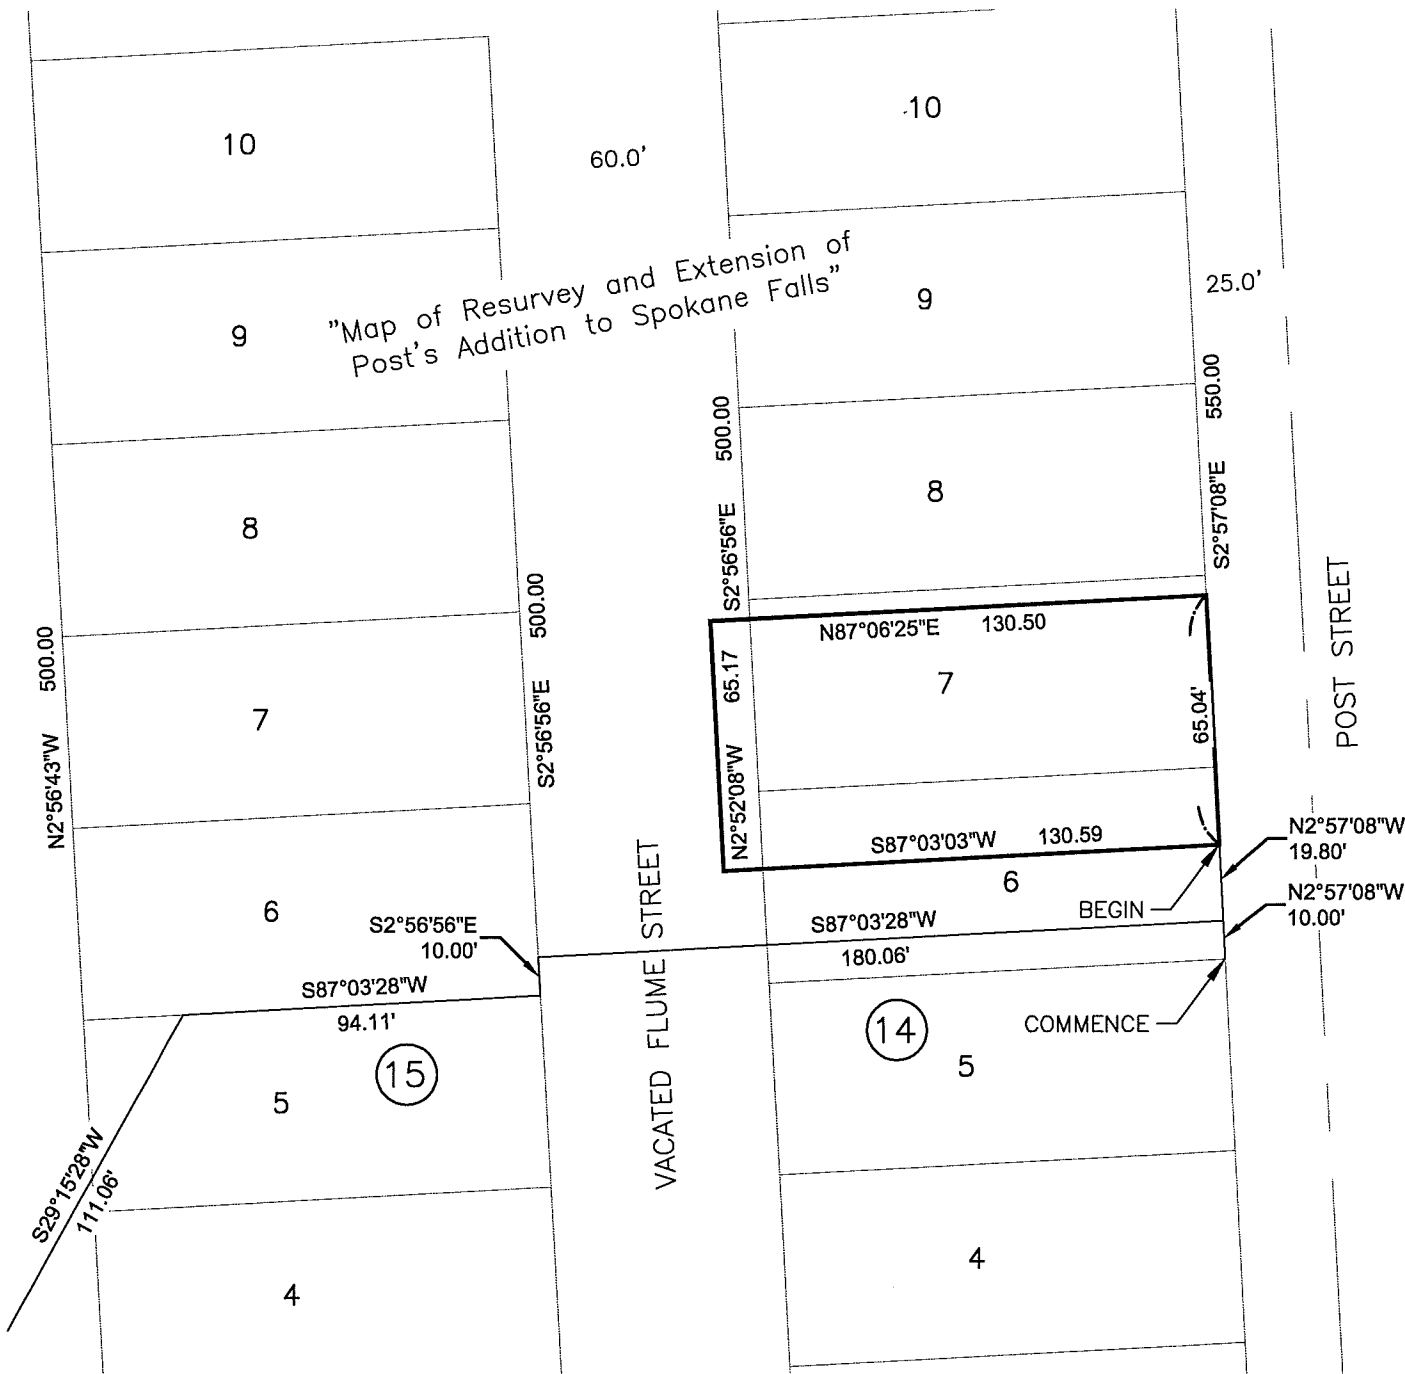 10
10
60.0'
"Map of Resurvey and Extension of
Post's Addition to Spokane Falls"
9
9
25.0'
8
8
500.00
S2°56'56"E
550.00
S2°57'08"E
500.00
N2°56'43"W
7
500.00
S2°56'56"E
N87°06'25"E 130.50
7
65.17
N2°52'08"W
65.04'
POST STREET
S87°03'03"W 130.59
N2°57'08"W
19.80'
6
6
BEGIN
N2°57'08"W
10.00'
S2°56'56"E
10.00'
S87°03'28"W
180.06'
S87°03'28"W
94.11'
VACATED FLUME STREET
COMMENCE
15
14
5
5
S29°15'28"W
111.06'
4
4